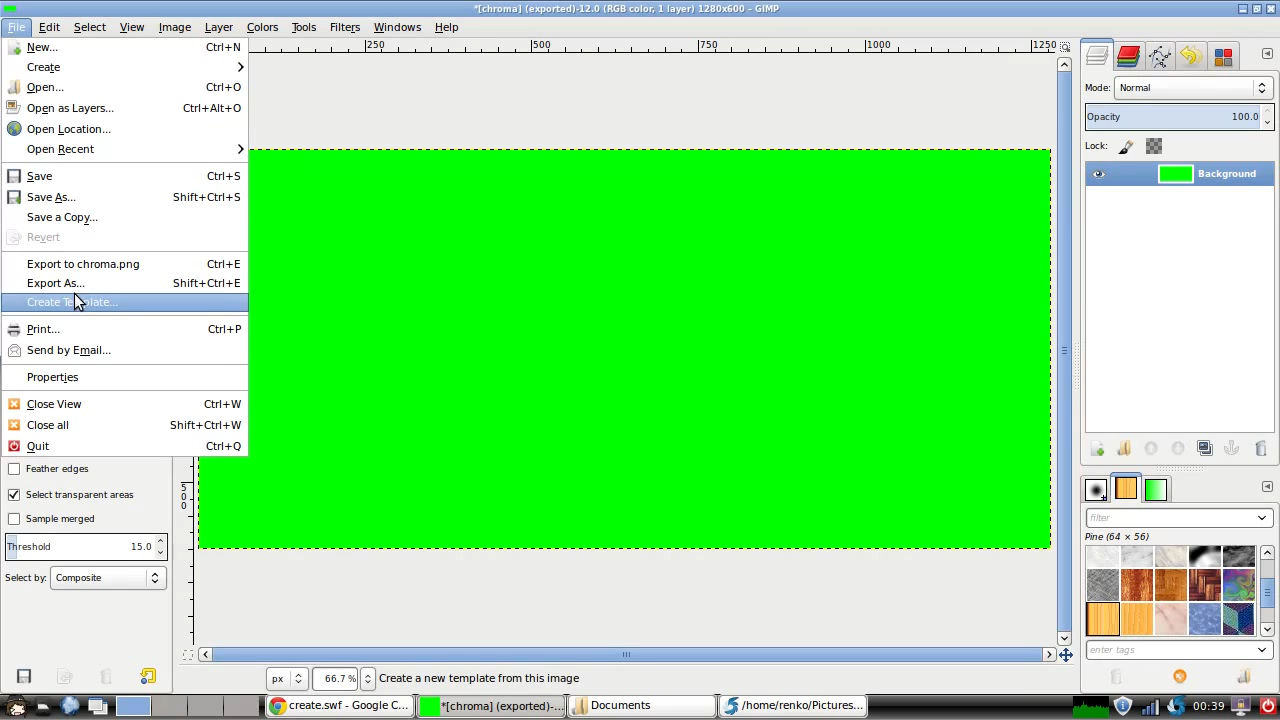 *[chroma] (exported)-12.0 (RGB color, 1 layer) 1280x600 – GIMP
File Edit Select View Image Layer Colors Tools Filters Windows Help
New... Ctrl+N
Create
Open... Ctrl+O
Open as Layers... Ctrl+Alt+O
Open Location...
Open Recent
Save Ctrl+S
Save As... Shift+Ctrl+S
Save a Copy...
Revert
Export to chroma.png Ctrl+E
Export As... Shift+Ctrl+E
Create Template...
Print... Ctrl+P
Send by Email...
Properties
Close View Ctrl+W
Close all Shift+Ctrl+W
Quit Ctrl+Q
Feather edges
Select transparent areas
Sample merged
Threshold 15.0
Select by: Composite
250 500 750 1000 1250
500
px 66.7 % Create a new template from this image
Mode: Normal
Opacity 100.0
Lock:
Background
filter
Pine (64 × 56)
enter tags
create.swf - Google C...
*[chroma] (exported)-...
Documents
/home/renko/Pictures...
00:39